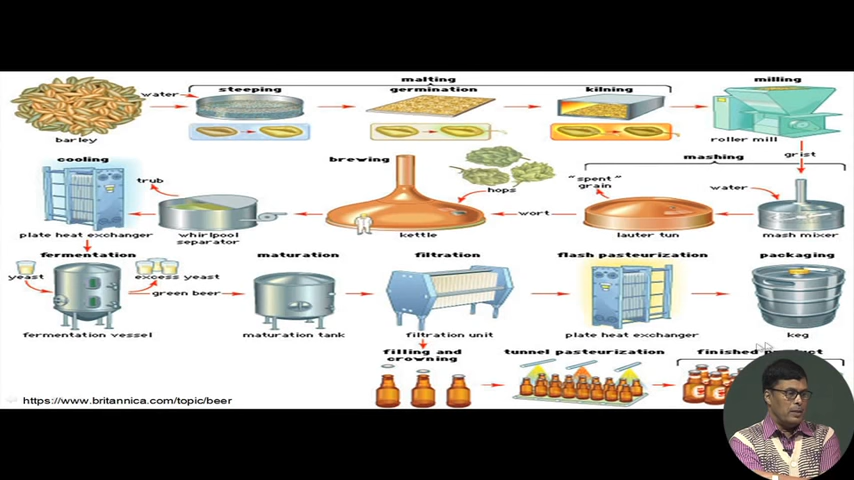 malting
milling
steeping
germination
kilning
water
barley
roller mill
grist
cooling
brewing
mashing
trub
hops
"spent"
grain
water
wort
plate heat exchanger
whirlpool
separator
kettle
lauter tun
mash mixer
fermentation
maturation
filtration
flash pasteurization
packaging
yeast
excess yeast
green beer
fermentation vessel
maturation tank
filtration unit
plate heat exchanger
keg
filling and
crowning
tunnel pasteurization
finished product
https://www.britannica.com/topic/beer